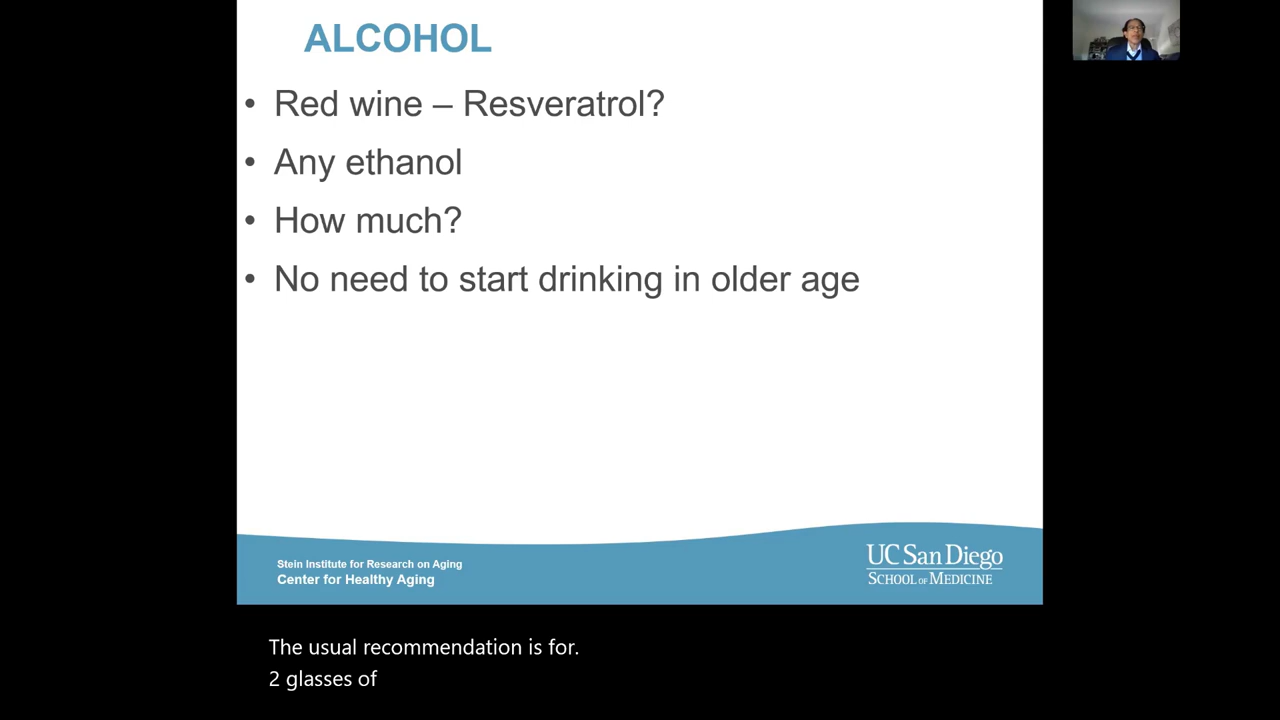 ALCOHOL
• Red wine – Resveratrol?
• Any ethanol
• How much?
• No need to start drinking in older age
Stein Institute for Research on Aging
Center for Healthy Aging
UC San Diego
SCHOOL OF MEDICINE
The usual recommendation is for.
2 glasses of